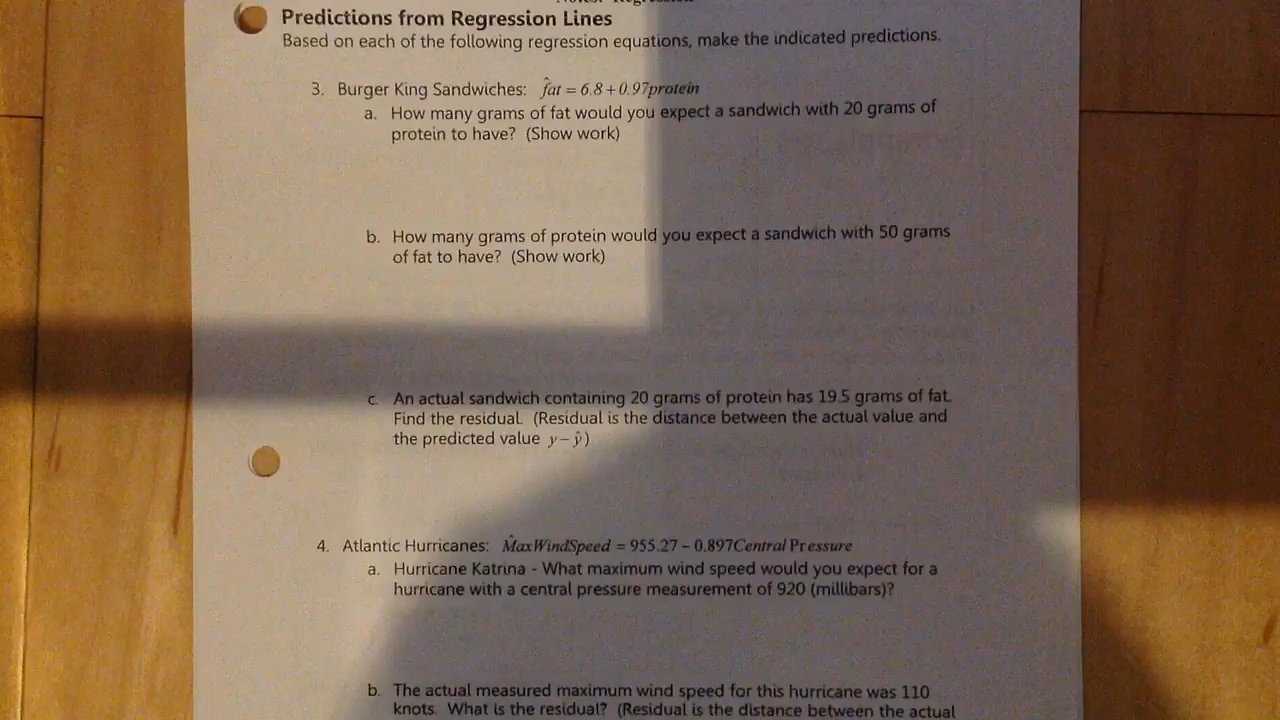 Predictions from Regression Lines
Based on each of the following regression equations, make the indicated predictions.
3. Burger King Sandwiches: f̂at = 6.8 + 0.97protein
a. How many grams of fat would you expect a sandwich with 20 grams of
protein to have? (Show work)
b. How many grams of protein would you expect a sandwich with 50 grams
of fat to have? (Show work)
c. An actual sandwich containing 20 grams of protein has 19.5 grams of fat.
Find the residual. (Residual is the distance between the actual value and
the predicted value y − ŷ)
4. Atlantic Hurricanes: M̂axWindSpeed = 955.27 − 0.897Central Pressure
a. Hurricane Katrina - What maximum wind speed would you expect for a
hurricane with a central pressure measurement of 920 (millibars)?
b. The actual measured maximum wind speed for this hurricane was 110
knots. What is the residual? (Residual is the distance between the actual